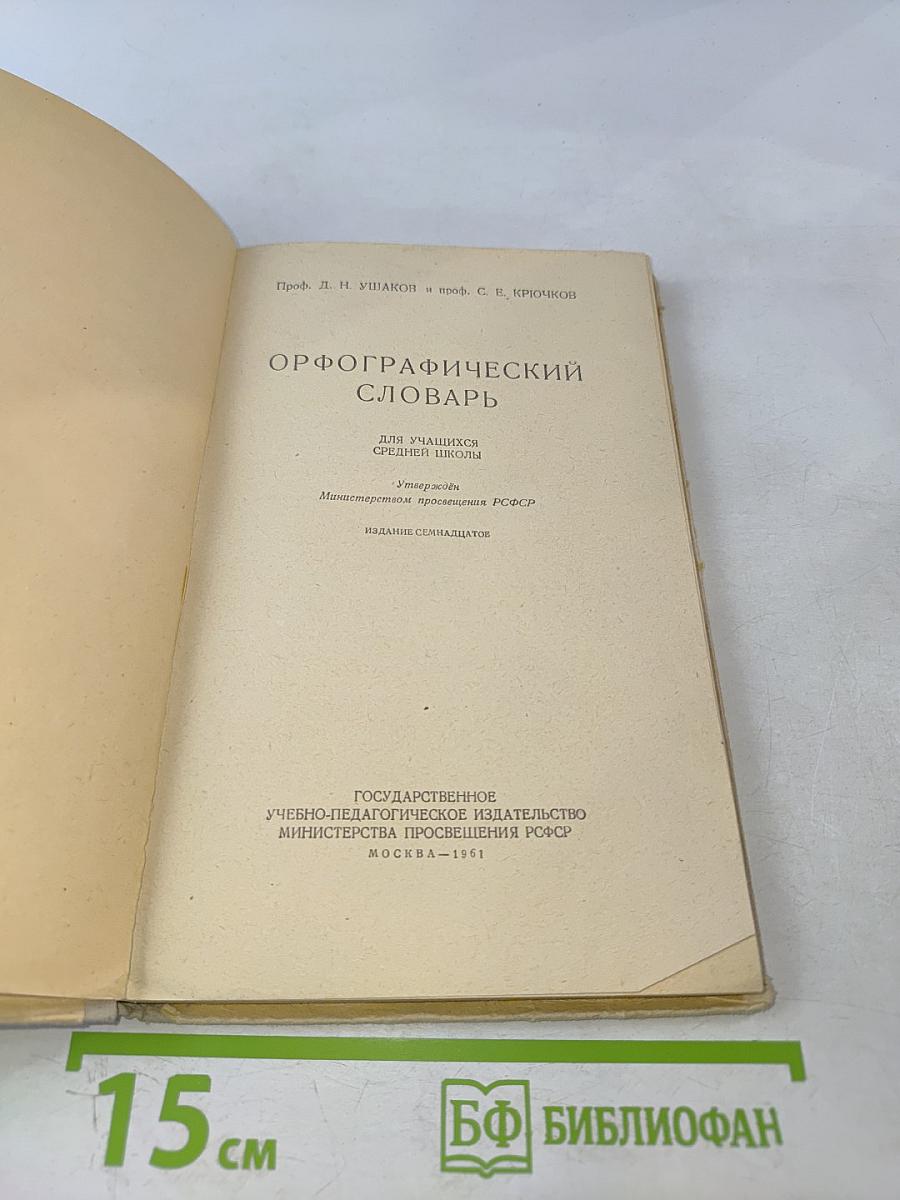 Проф. Д. Н. УШАКОВ и проф. С. Е. КРЮЧКОВ
ОРФОГРАФИЧЕСКИЙ
СЛОВАРЬ
ДЛЯ УЧАЩИХСЯ
СРЕДНЕЙ ШКОЛЫ
Утверждён
Министерством просвещения РСФСР
ИЗДАНИЕ СЕМНАДЦАТОЕ
ГОСУДАРСТВЕННОЕ
УЧЕБНО-ПЕДАГОГИЧЕСКОЕ ИЗДАТЕЛЬСТВО
МИНИСТЕРСТВА ПРОСВЕЩЕНИЯ РСФСР
МОСКВА—1961
15 см
БФ БИБЛИОФАН